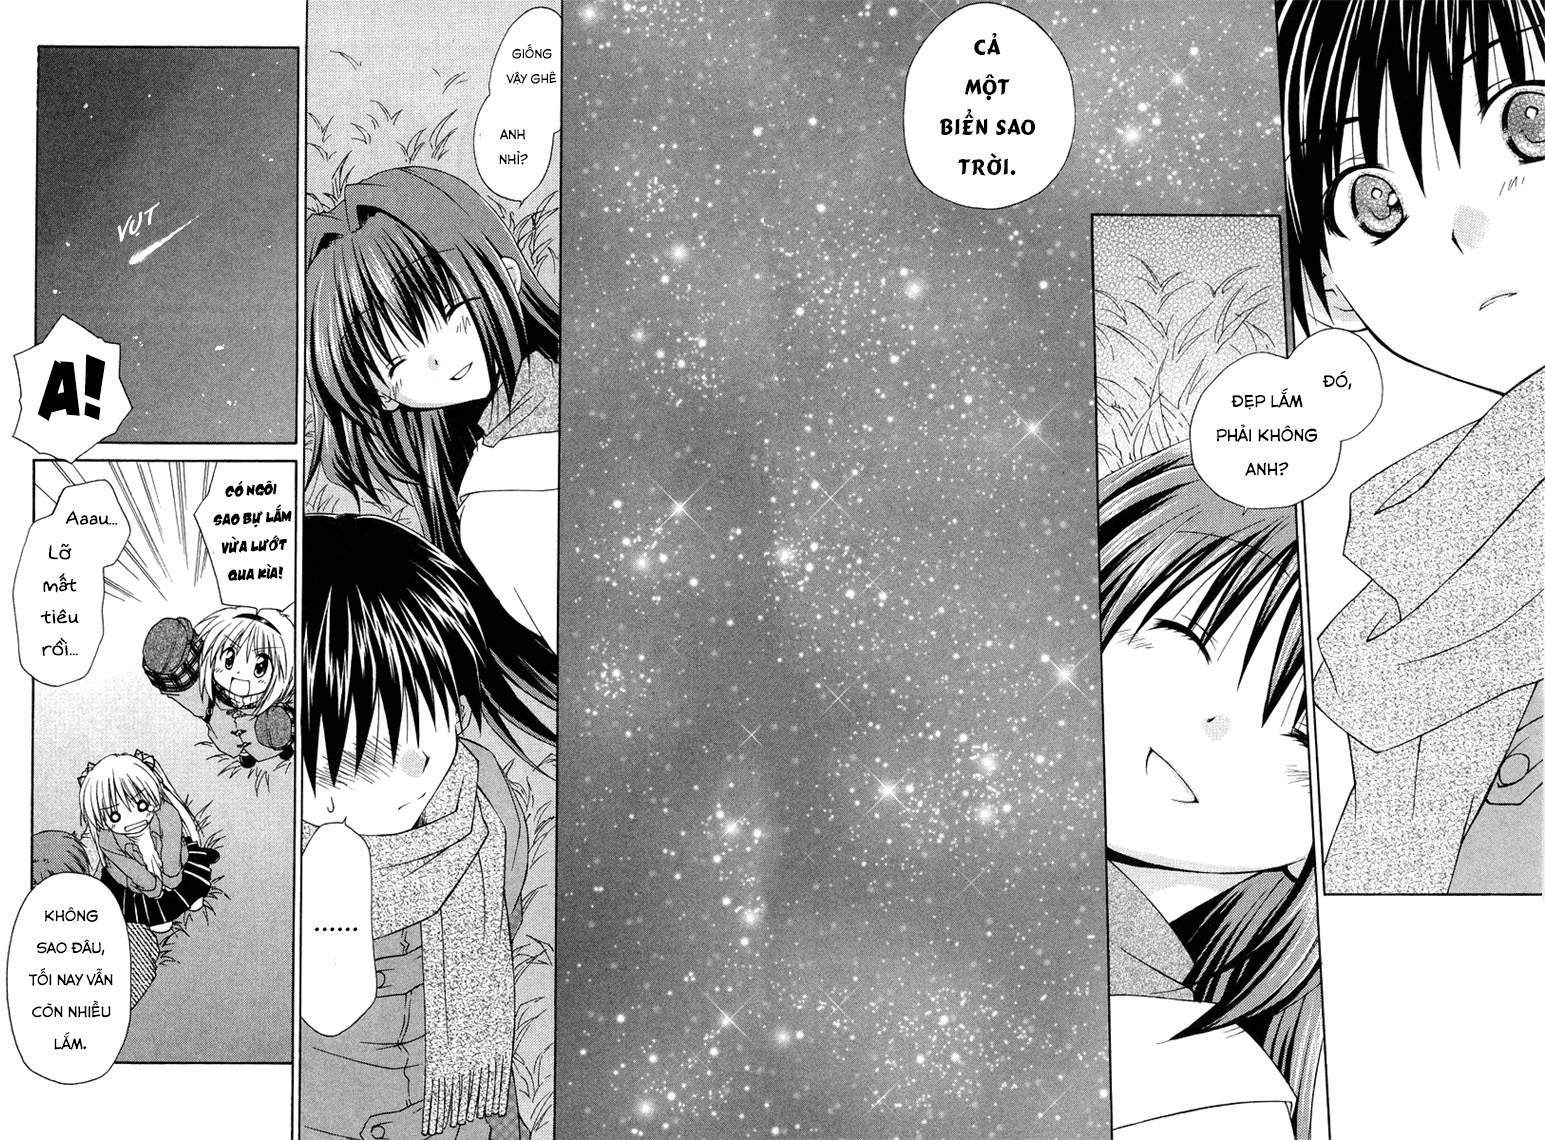 ĐÓ,
ĐẸP LẮM
PHẢI KHÔNG
ANH?
CẢ
MỘT
BIỂN SAO
TRỜI.
GIỐNG
VẬY GHÊ
ANH
NHỈ?
......
VỤT
A!
CÓ NGÔI
SAO BỰ LẮM
VỪA LƯỚT
QUA KÌA!
Aaau...
Lỡ
mất
tiêu
rồi...
KHÔNG
SAO ĐÂU,
TỐI NAY VẪN
CÒN NHIỀU
LẮM.